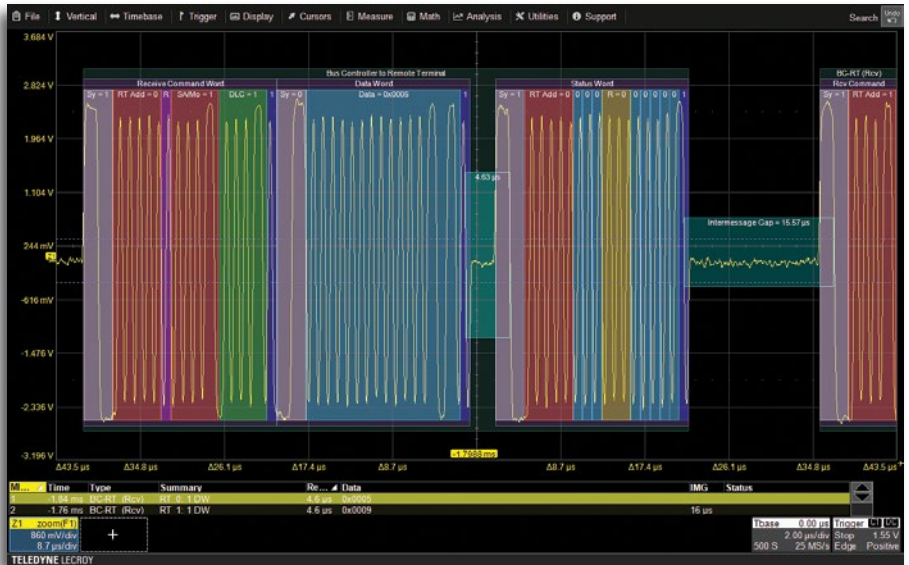 File Vertical Timebase Trigger Display Cursors Measure Math Analysis Utilities Support Search Undo
3.684 V
Bus Controller to Remote Terminal BC-RT (Rcv)
2.824 V Receive Command Word Data Word Status Word Rcv Command
Sy = 1 RT Add = 0 R SA/Mo = 1 DLC = 1 1 Sy = 0 Data = 0x0005 1 Sy = 1 RT Add = 0 0 0 0 R = 0 0 0 0 0 0 1 Sy = 1 RT Add = 1
1.964 V
4.63 µs
1.104 V
Intermessage Gap = 15.57 µs
244 mV
Z1
-616 mV
-1.476 V
-2.336 V
-3.196 V
-1.7988 ms
Δ43.5 µs Δ34.8 µs Δ26.1 µs Δ17.4 µs Δ8.7 µs Δ8.7 µs Δ17.4 µs Δ26.1 µs Δ34.8 µs Δ43.5 µs
Time Type Summary Re... Data IMG Status
1 -1.84 ms BC-RT (Rcv) RT 0: 1 DW 4.6 µs 0x0005
2 -1.76 ms BC-RT (Rcv) RT 1: 1 DW 4.6 µs 0x0009 16 µs
Z1 zoom(F1) Tbase 0.00 µs Trigger C1 DC
860 mV/div 2.00 µs/div Stop 1.55 V
8.7 µs/div 500 S 25 MS/s Edge Positive
TELEDYNE LECROY